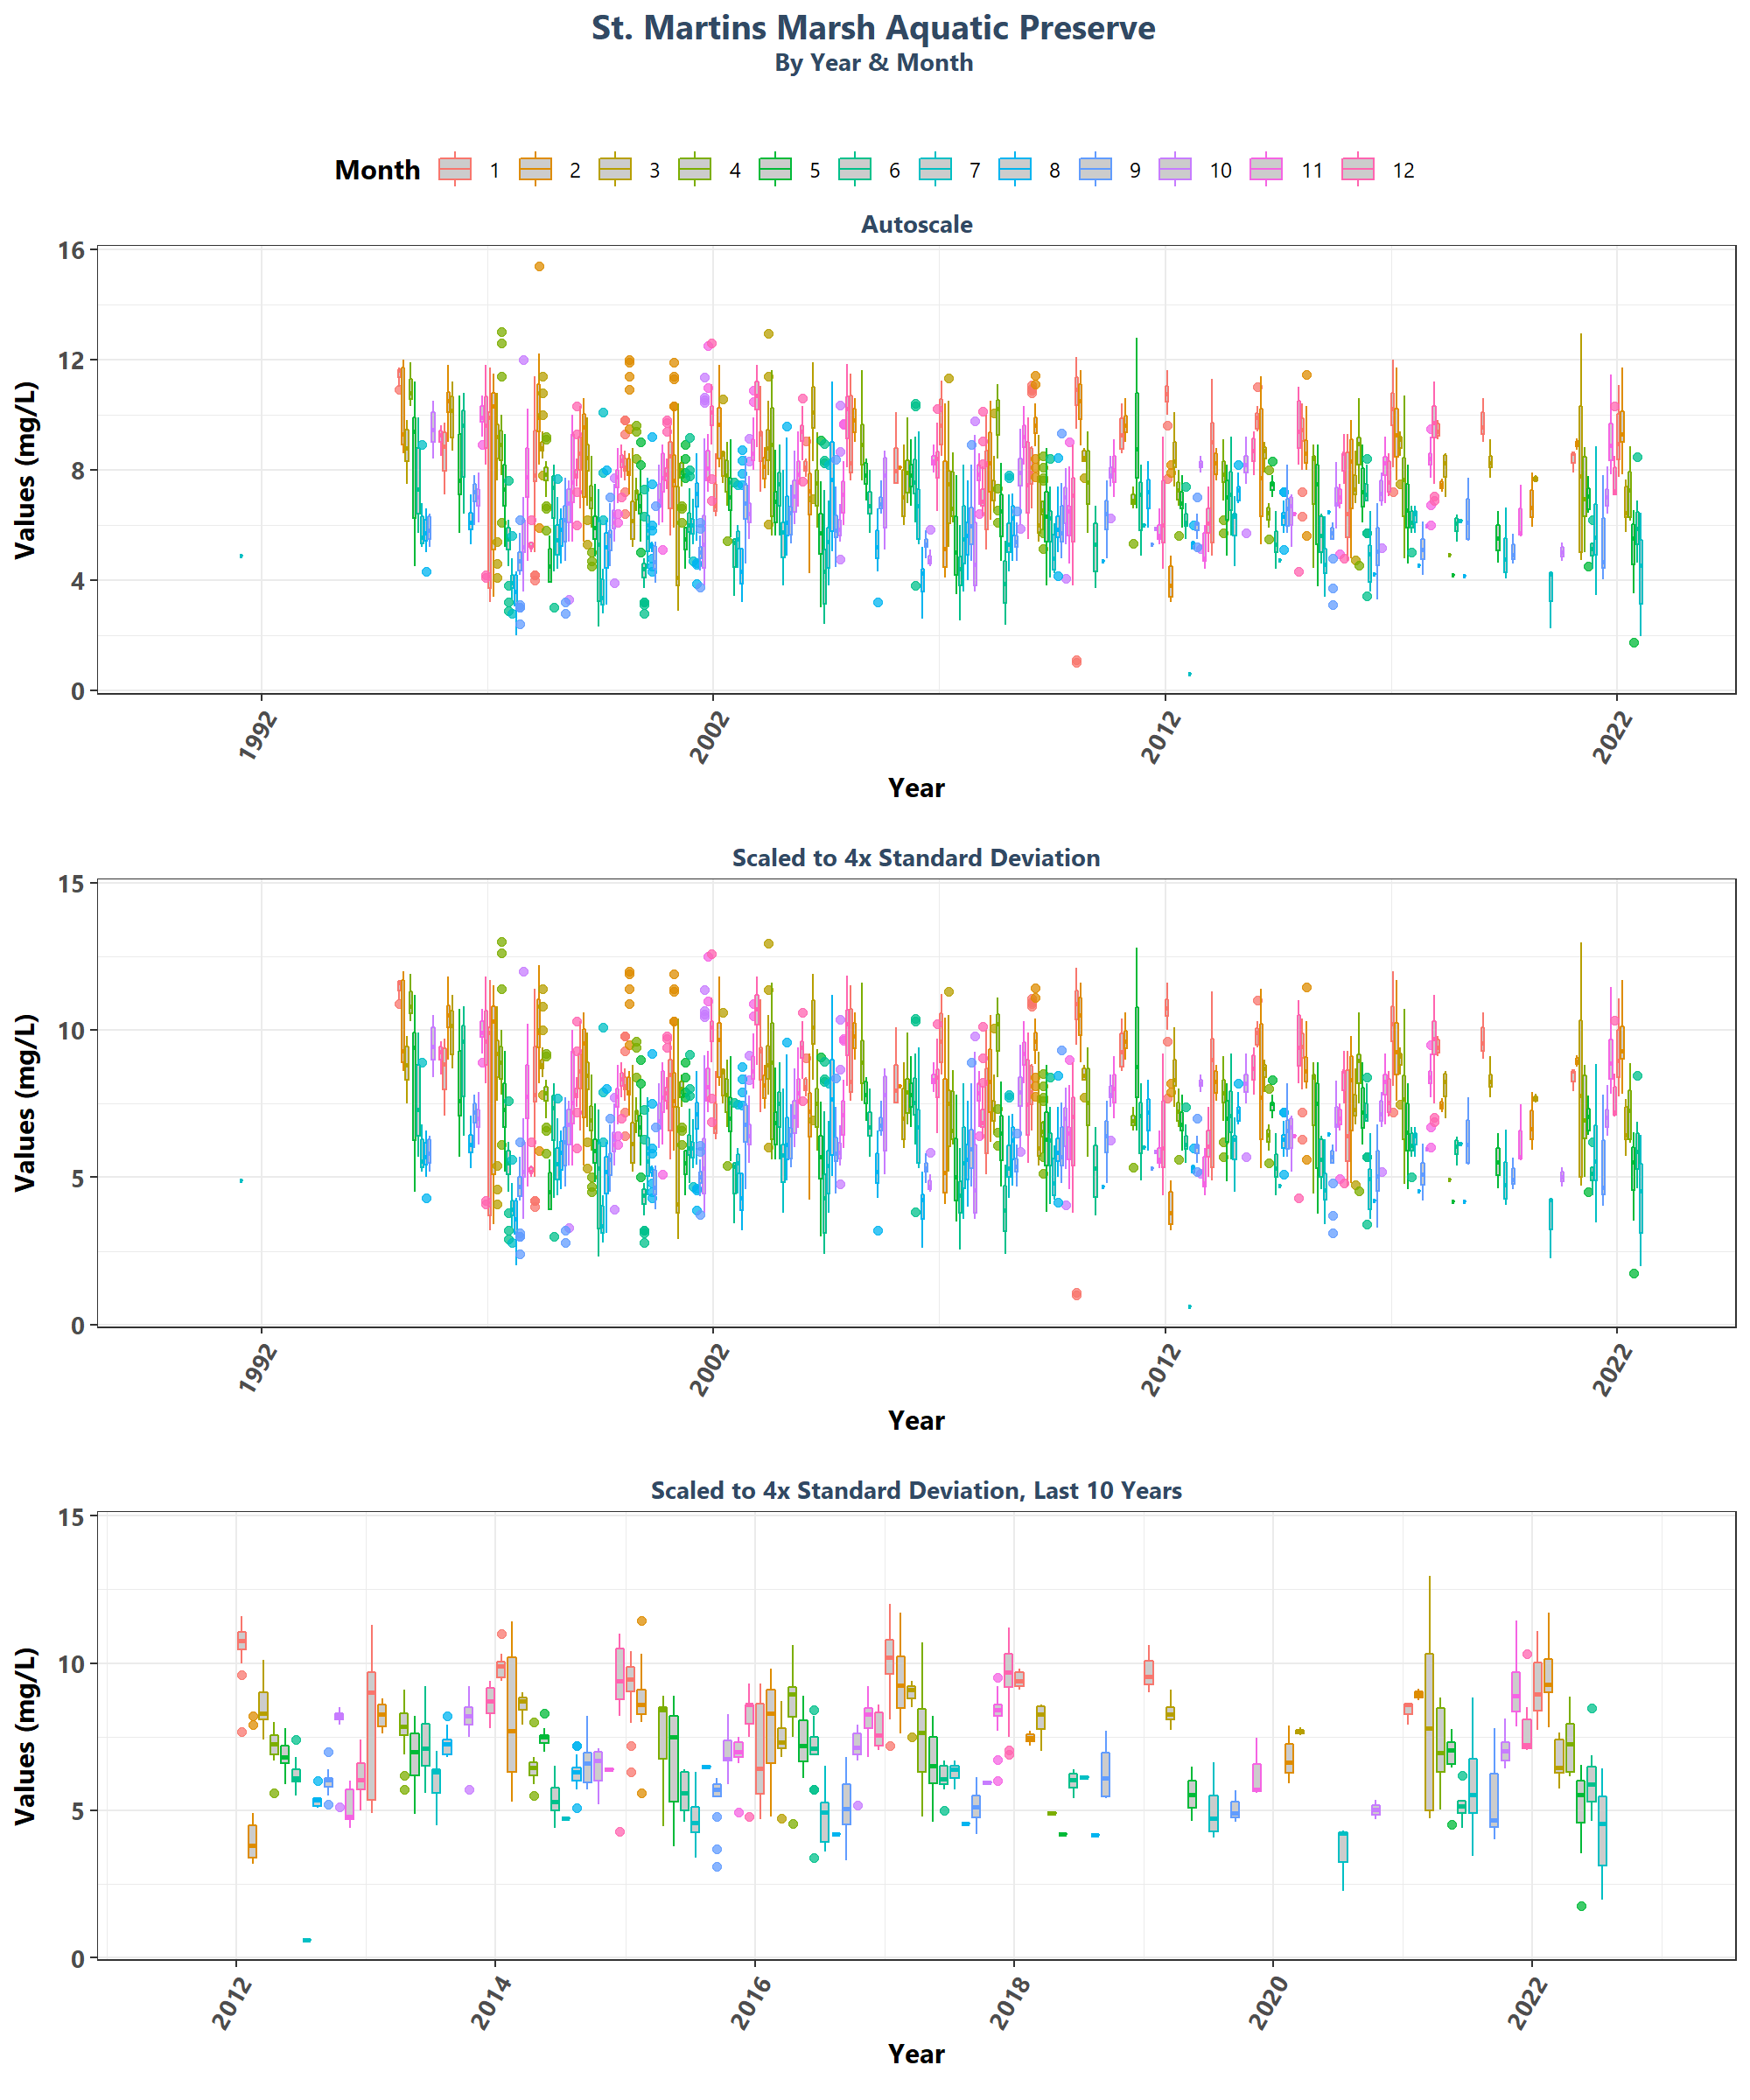 St. Martins Marsh Aquatic Preserve
By Year & Month
Month 1 2 3 4 5 6 7 8 9 10 11 12
Autoscale
16
12
8
4
0
Values (mg/L)
1992 2002 2012 2022
Year
Scaled to 4x Standard Deviation
15
10
5
0
Values (mg/L)
1992 2002 2012 2022
Year
Scaled to 4x Standard Deviation, Last 10 Years
15
10
5
0
Values (mg/L)
2012 2014 2016 2018 2020 2022
Year